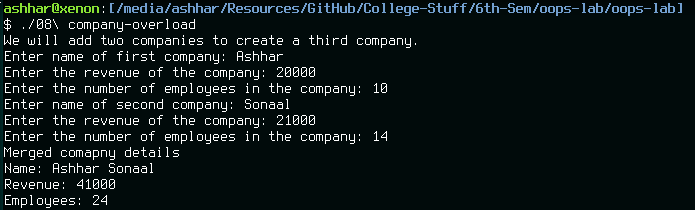 ashhar@xenon:[/media/ashhar/Resources/GitHub/College-Stuff/6th-Sem/oops-lab/oops-lab]
$ ./08\ company-overload
We will add two companies to create a third company.
Enter name of first company: Ashhar
Enter the revenue of the company: 20000
Enter the number of employees in the company: 10
Enter name of second company: Sonaal
Enter the revenue of the company: 21000
Enter the number of employees in the company: 14
Merged comapny details
Name: Ashhar Sonaal
Revenue: 41000
Employees: 24